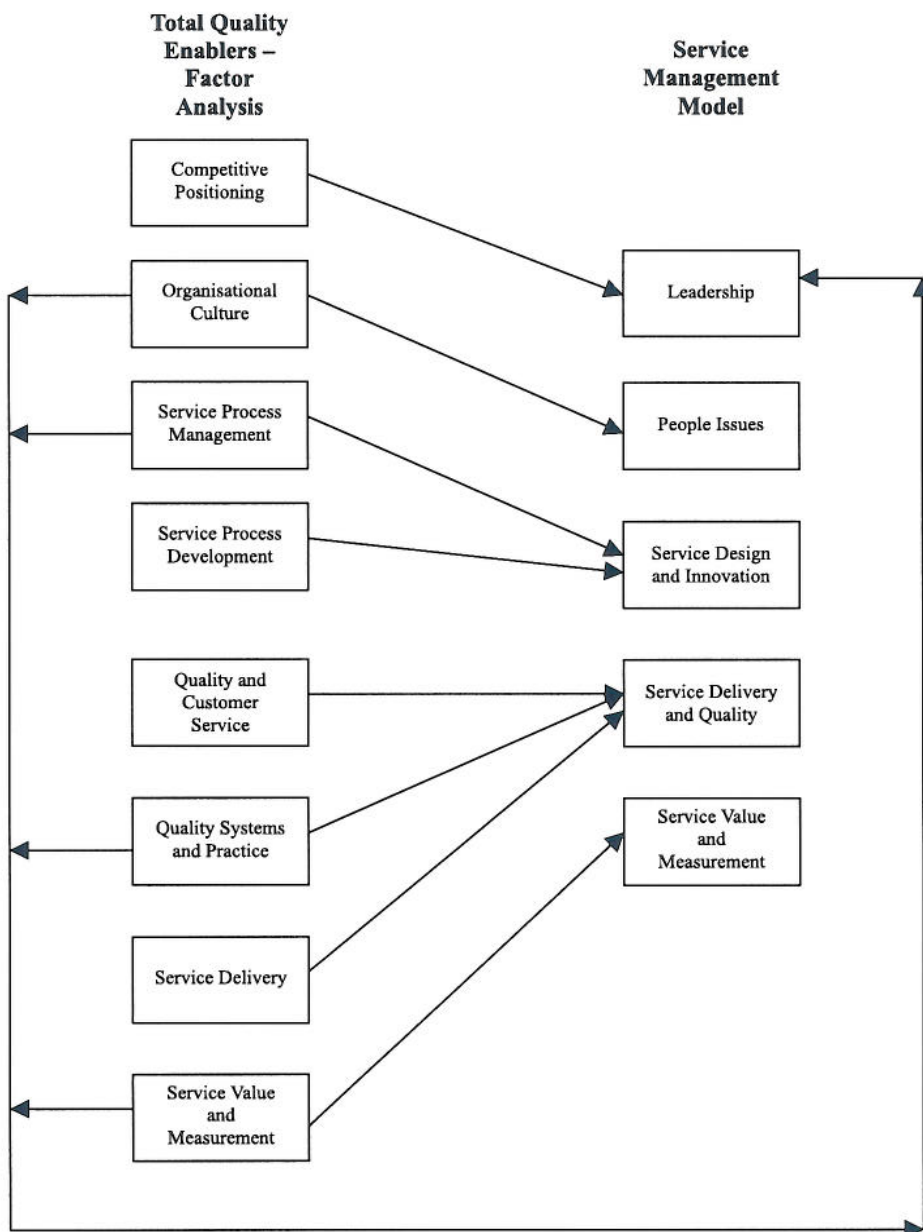 Total Quality
Enablers –
Factor
Analysis
Service
Management
Model
Competitive
Positioning
Organisational
Culture
Service Process
Management
Service Process
Development
Quality and
Customer
Service
Quality Systems
and Practice
Service Delivery
Service Value
and
Measurement
Leadership
People Issues
Service Design
and Innovation
Service Delivery
and Quality
Service Value
and
Measurement